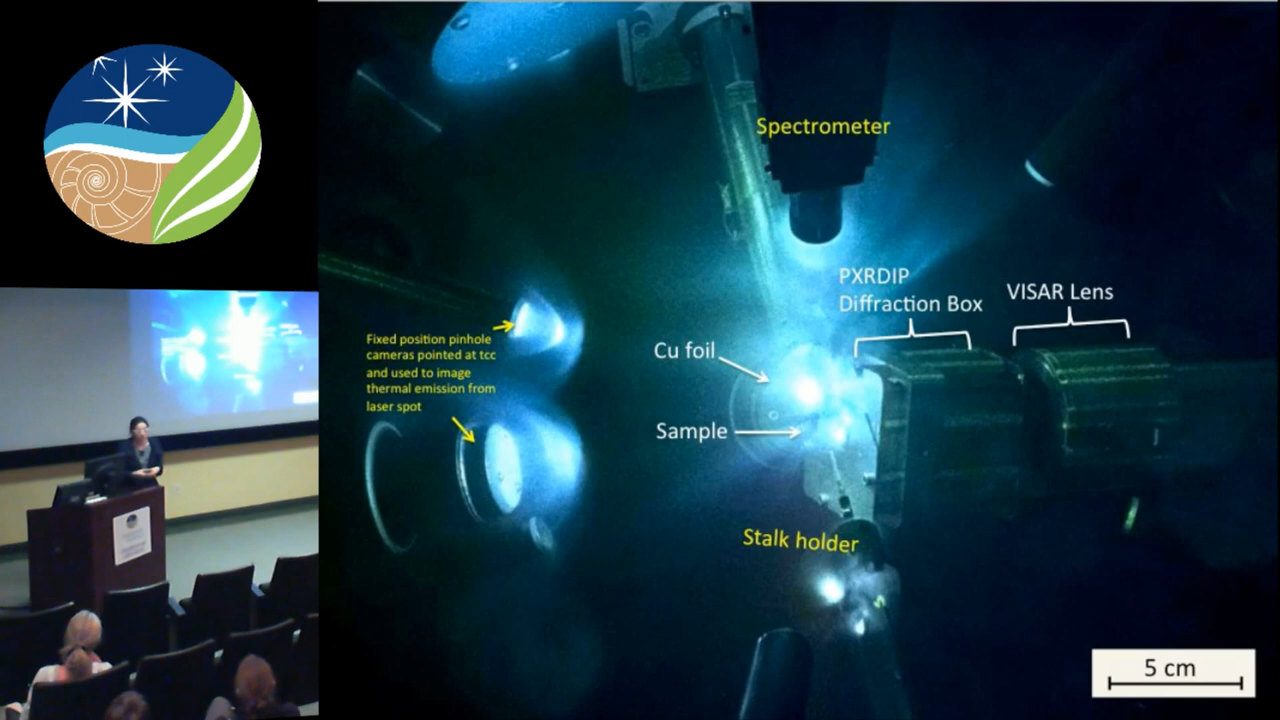 Spectrometer
PXRDIP
Diffraction Box
VISAR Lens
Fixed position pinhole
cameras pointed at tcc
and used to image
thermal emission from
laser spot
Cu foil
Sample
Stalk holder
5 cm